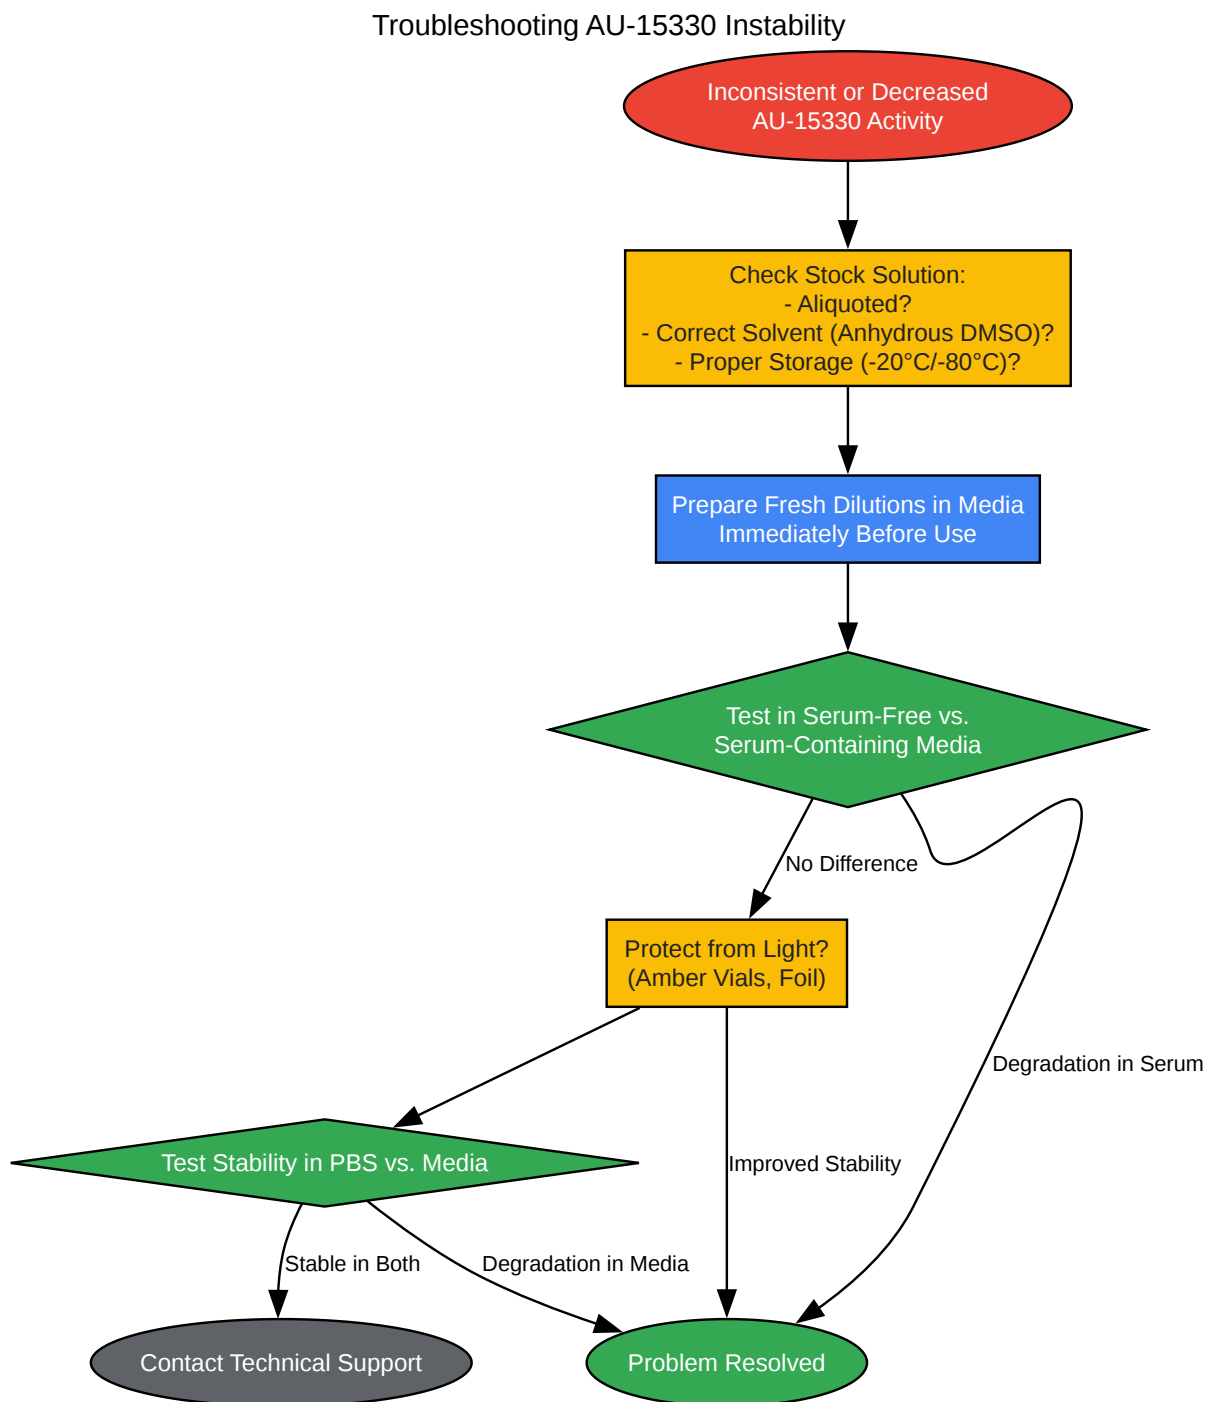 Troubleshooting AU-15330 Instability
Inconsistent or Decreased
AU-15330 Activity
Check Stock Solution:
- Aliquoted?
- Correct Solvent (Anhydrous DMSO)?
- Proper Storage (-20°C/-80°C)?
Prepare Fresh Dilutions in Media
Immediately Before Use
Test in Serum-Free vs.
Serum-Containing Media
No Difference
Protect from Light?
(Amber Vials, Foil)
Degradation in Serum
Test Stability in PBS vs. Media
Improved Stability
Stable in Both
Degradation in Media
Contact Technical Support
Problem Resolved